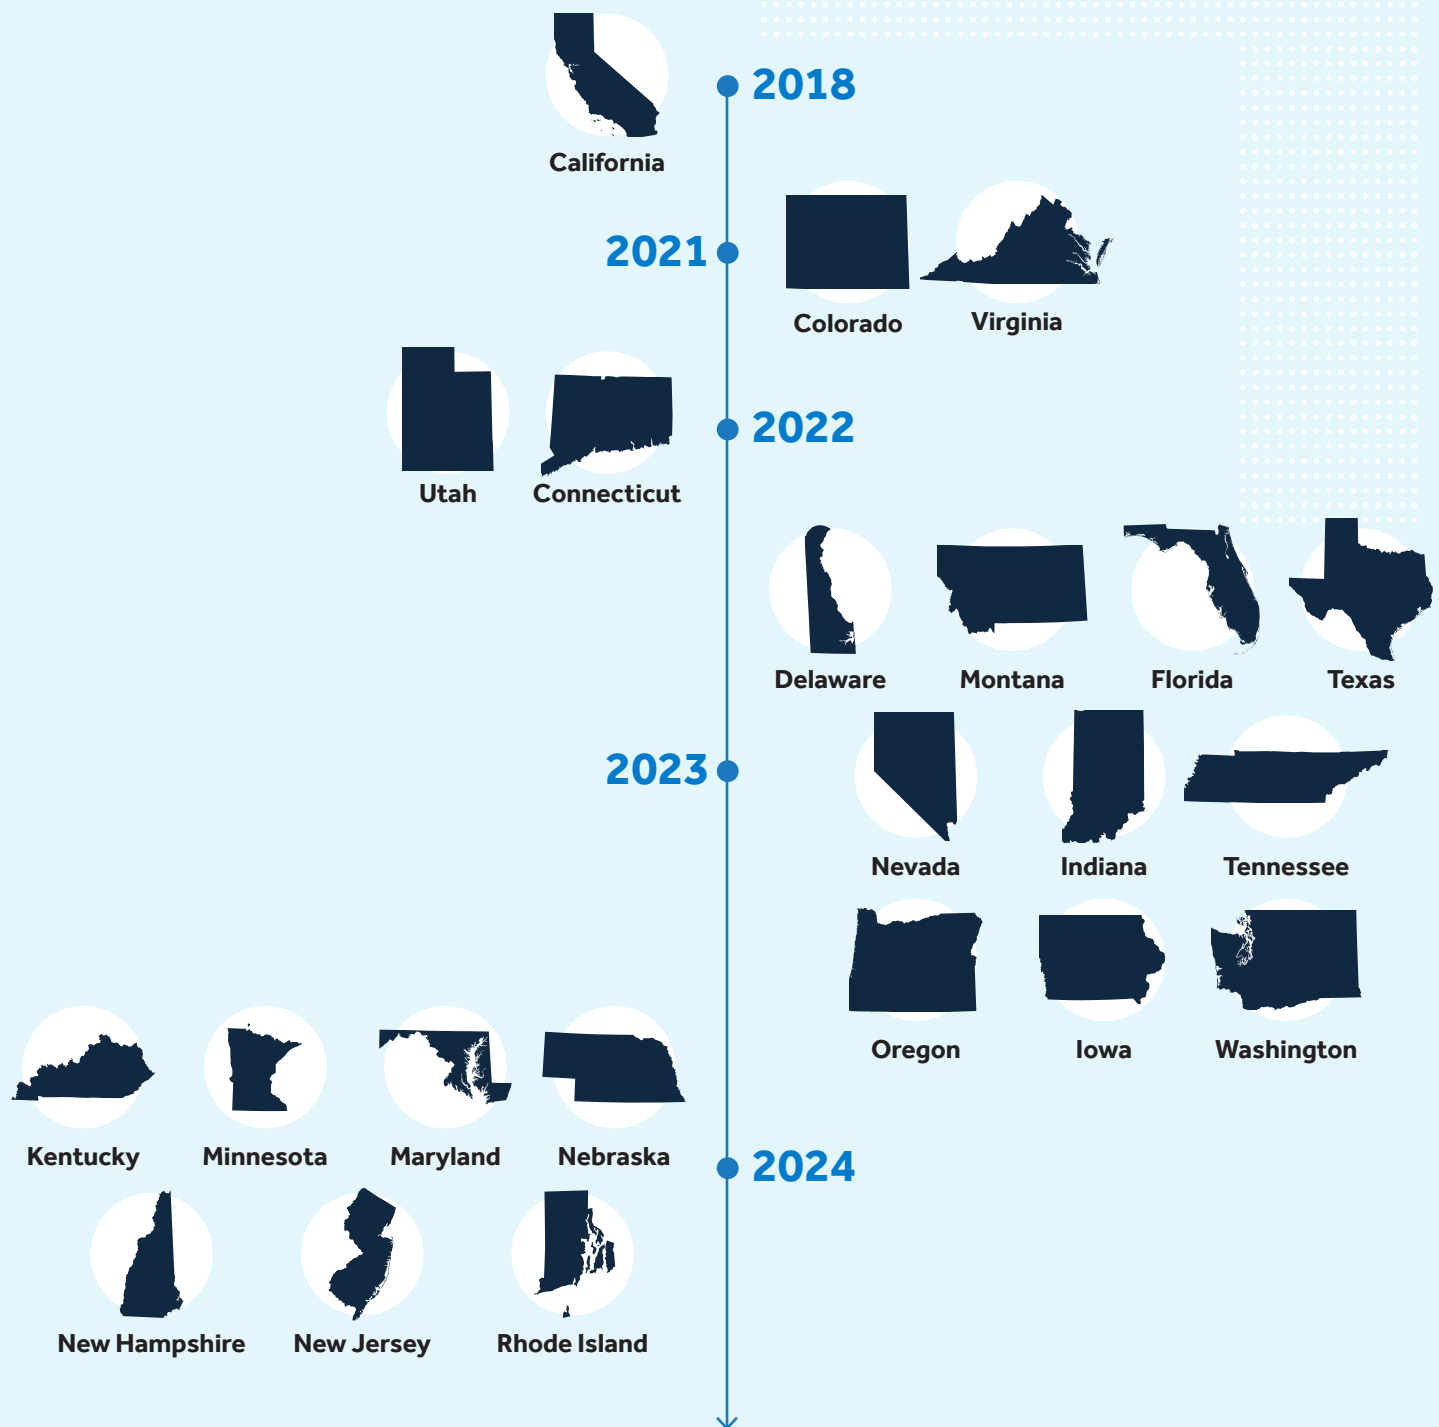 2018
California
2021
Colorado Virginia
2022
Utah Connecticut
Delaware Montana Florida Texas
2023
Nevada Indiana Tennessee
Oregon Iowa Washington
Kentucky Minnesota Maryland Nebraska
2024
New Hampshire New Jersey Rhode Island